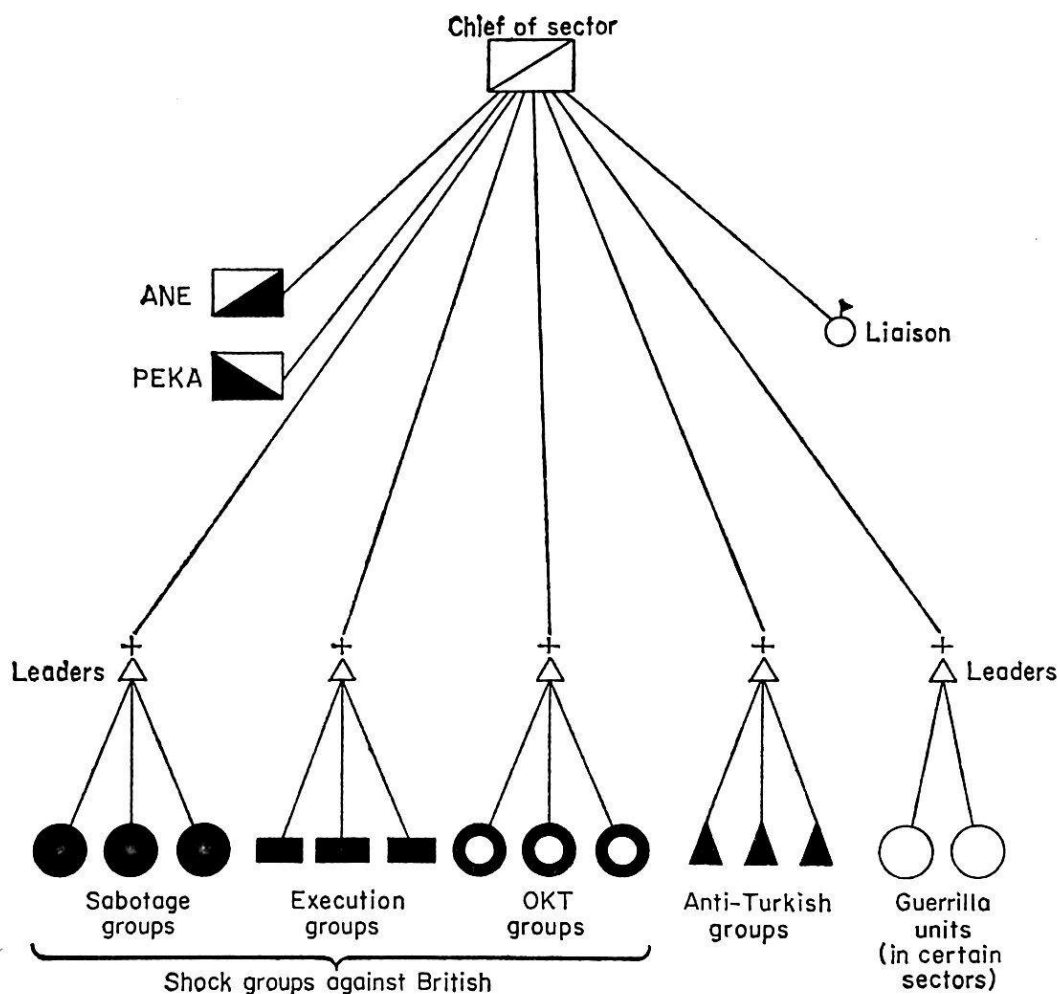 Chief of sector
ANE
PEKA
Liaison
Leaders
Leaders
Sabotage
groups
Execution
groups
OKT
groups
Anti-Turkish
groups
Guerrilla
units
(in certain
sectors)
Shock groups against British